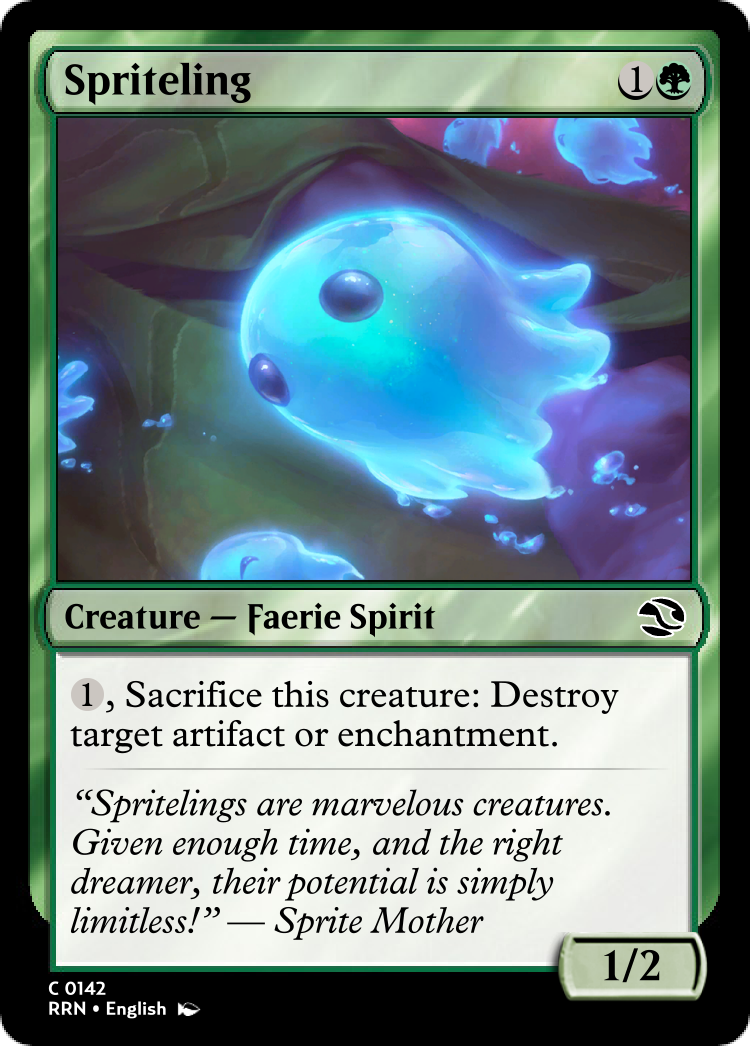 Spriteling 1
Creature — Faerie Spirit
1, Sacrifice this creature: Destroy
target artifact or enchantment.
“Spritelings are marvelous creatures.
Given enough time, and the right
dreamer, their potential is simply
limitless!” — Sprite Mother
1/2
C 0142
RRN • English